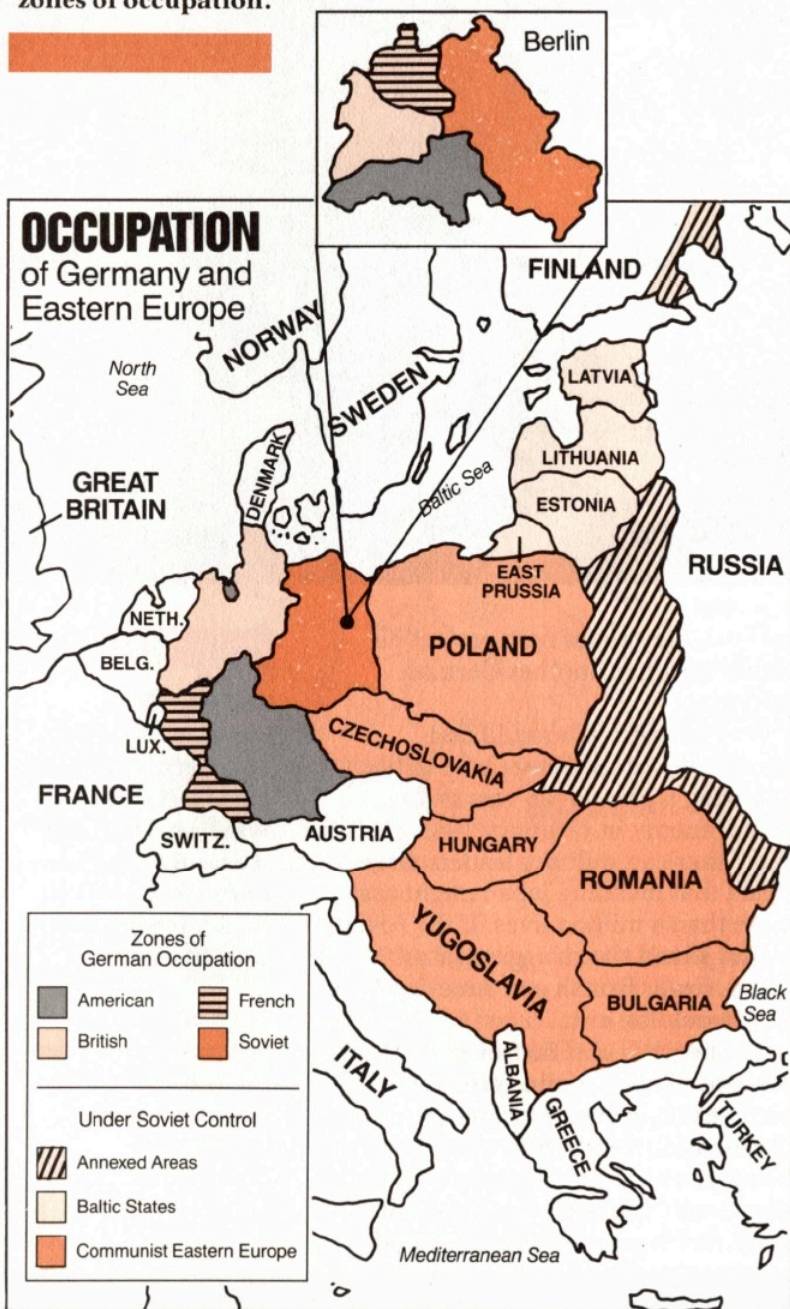 zones of occupation.
Berlin
OCCUPATION
of Germany and
Eastern Europe
FINLAND
NORWAY
North
Sea
SWEDEN
LATVIA
LITHUANIA
DENMARK
Baltic Sea
GREAT
BRITAIN
ESTONIA
RUSSIA
EAST
PRUSSIA
NETH.
POLAND
BELG.
LUX.
CZECHOSLOVAKIA
FRANCE
SWITZ.
AUSTRIA
HUNGARY
ROMANIA
YUGOSLAVIA
BULGARIA
Black
Sea
ITALY
ALBANIA
GREECE
TURKEY
Mediterranean Sea
Zones of
German Occupation
American
French
British
Soviet
Under Soviet Control
Annexed Areas
Baltic States
Communist Eastern Europe